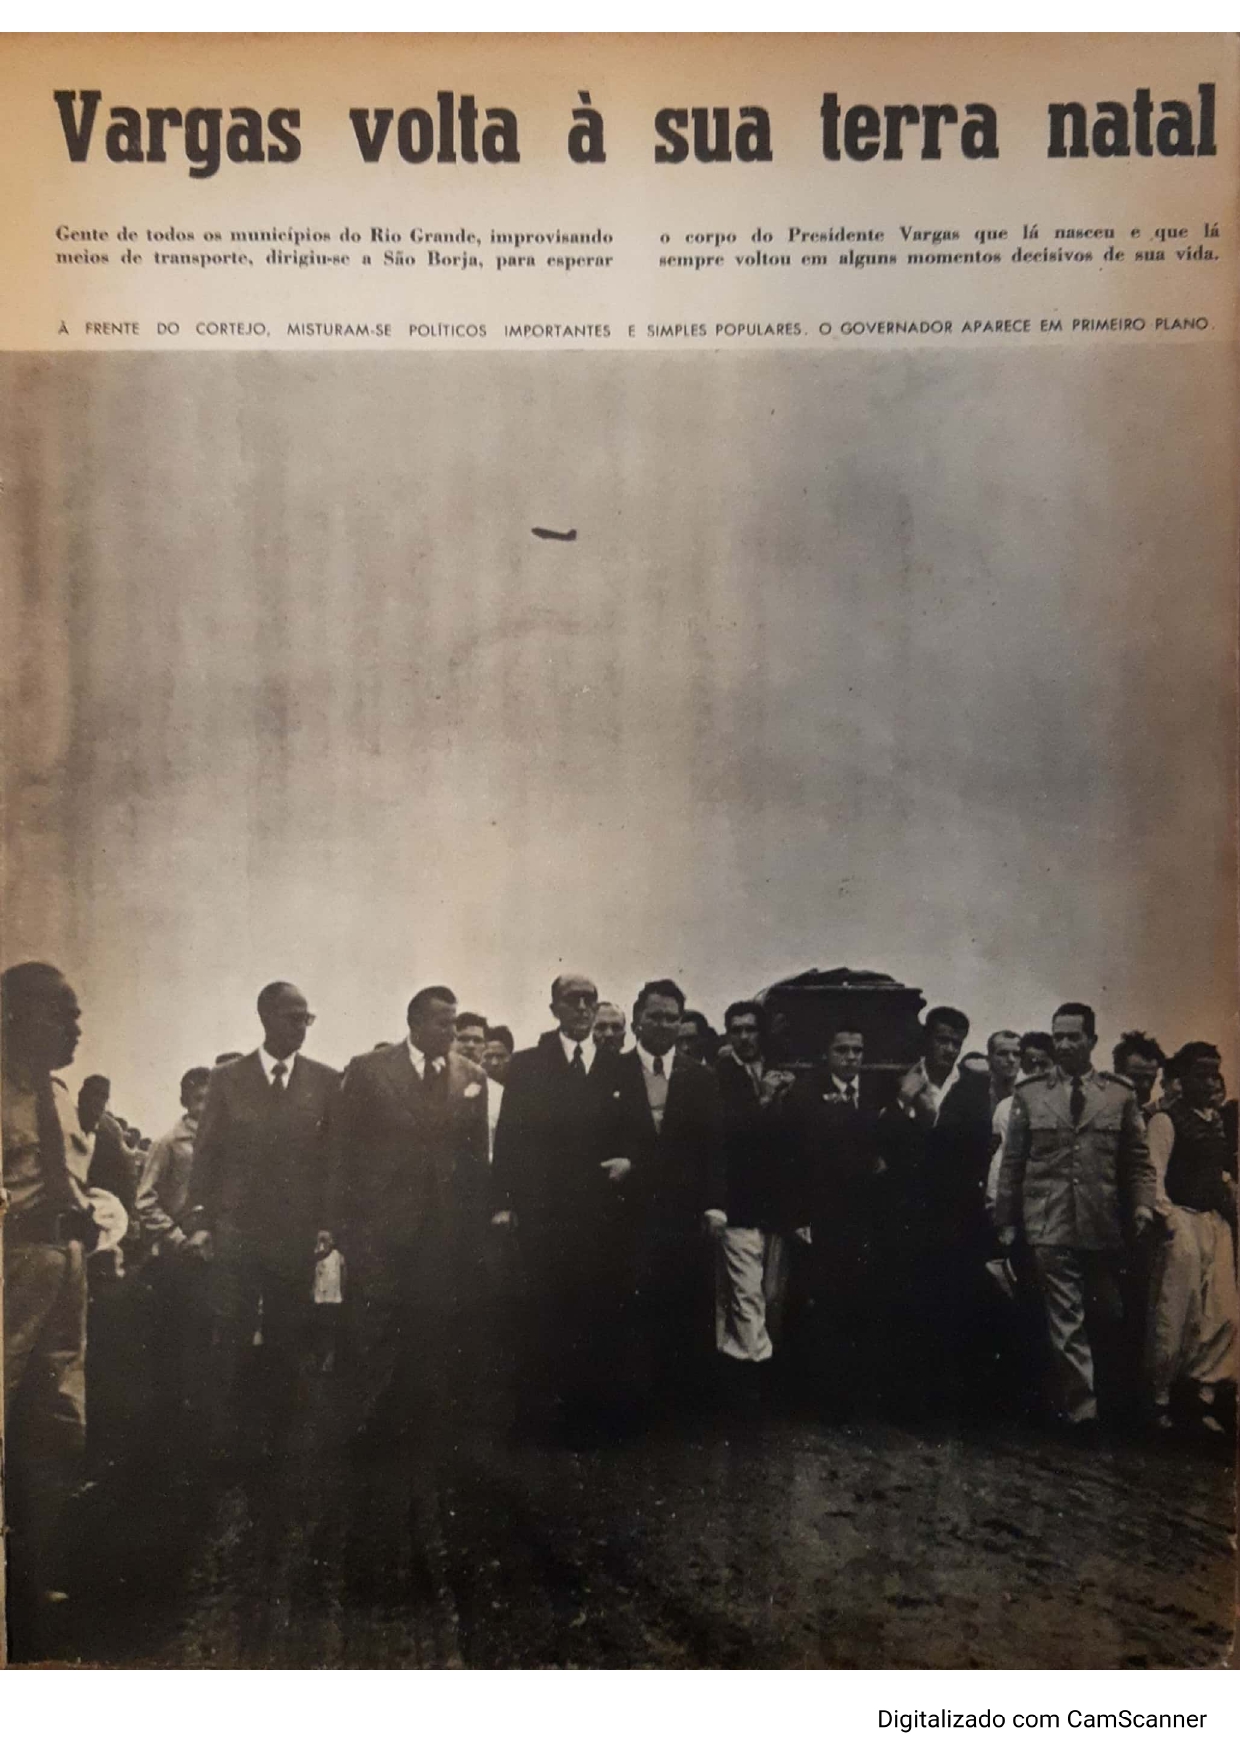 Vargas volta à sua terra natal
Gente de todos os municípios do Rio Grande, improvisando
meios de transporte, dirigiu-se a São Borja, para esperar
o corpo do Presidente Vargas que lá nasceu e que lá
sempre voltou em alguns momentos decisivos de sua vida.
À FRENTE DO CORTEJO, MISTURAM-SE POLÍTICOS IMPORTANTES E SIMPLES POPULARES. O GOVERNADOR APARECE EM PRIMEIRO PLANO.
Digitalizado com CamScanner